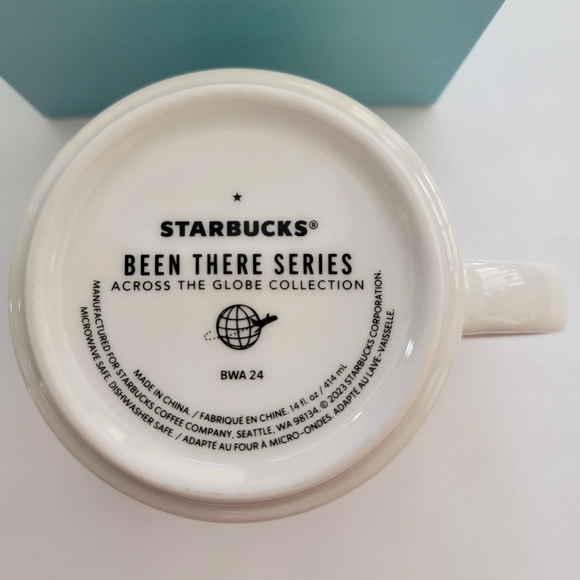 STARBUCKS®
BEEN THERE SERIES
ACROSS THE GLOBE COLLECTION
BWA 24
MADE IN CHINA. / FABRIQUÉ EN CHINE. 14 fl. oz / 414 mL
MANUFACTURED FOR STARBUCKS COFFEE COMPANY, SEATTLE, WA 98134. © 2023 STARBUCKS CORPORATION.
MICROWAVE SAFE. DISHWASHER SAFE. / ADAPTÉ AU FOUR À MICRO-ONDES. ADAPTÉ AU LAVE-VAISSELLE.